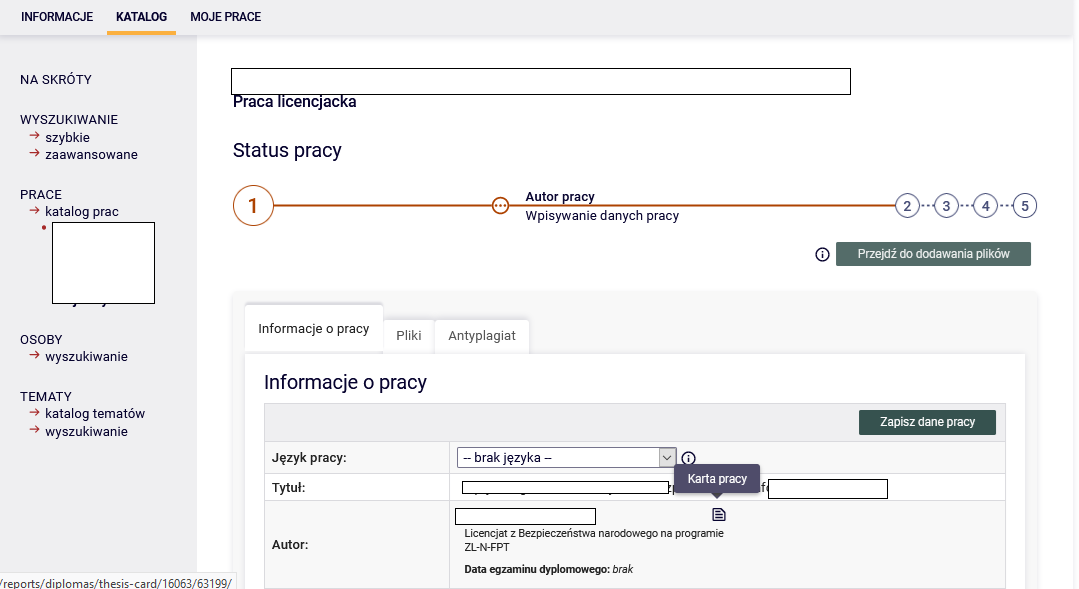 INFORMACJE KATALOG MOJE PRACE
NA SKRÓTY
WYSZUKIWANIE
szybkie
zaawansowane
PRACE
katalog prac
OSOBY
wyszukiwanie
TEMATY
katalog tematów
wyszukiwanie
Praca licencjacka
Status pracy
1
Autor pracy
Wpisywanie danych pracy
2 3 4 5
Przejdź do dodawania plików
Informacje o pracy Pliki Antyplagiat
Informacje o pracy
Zapisz dane pracy
Język pracy: -- brak języka --
Karta pracy
Tytuł:
Autor:
Licencjat z Bezpieczeństwa narodowego na programie
ZL-N-FPT
Data egzaminu dyplomowego: brak
/reports/diplomas/thesis-card/16063/63199/